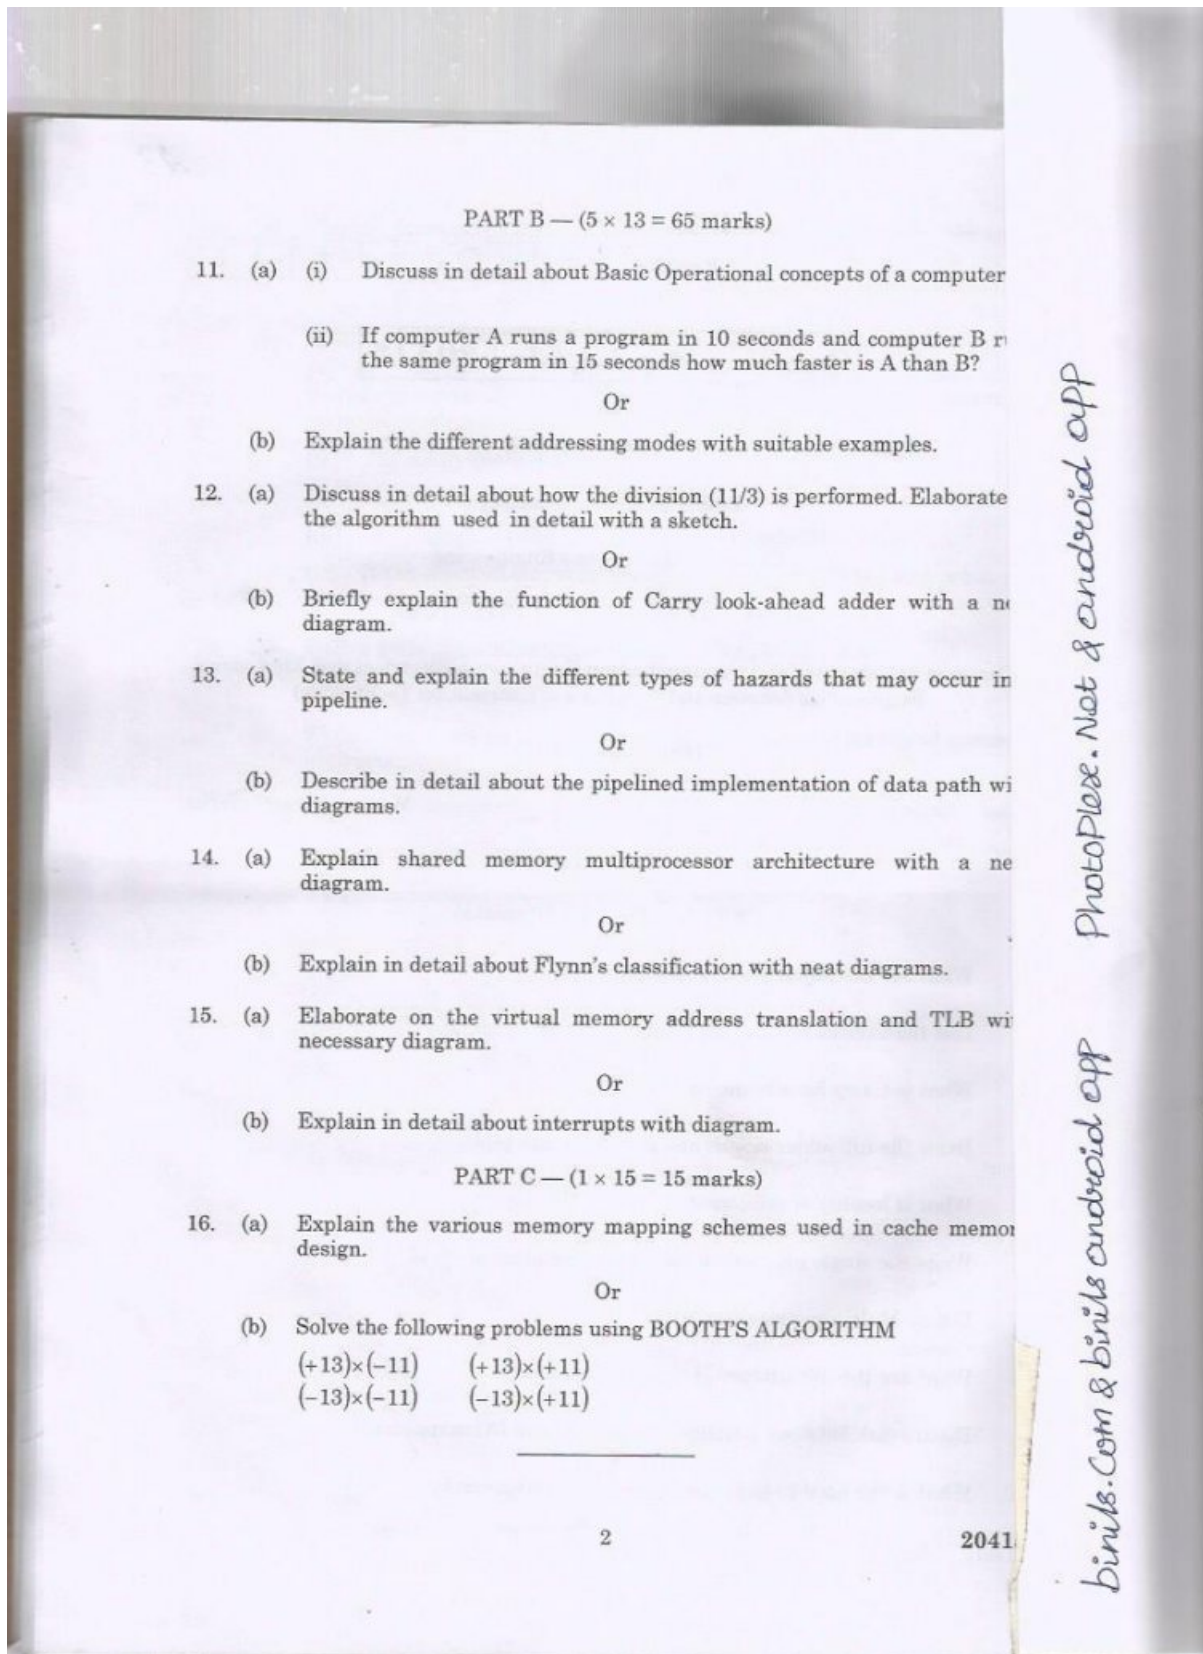 PART B — (5 × 13 = 65 marks)
11. (a) (i) Discuss in detail about Basic Operational concepts of a computer
(ii) If computer A runs a program in 10 seconds and computer B
the same program in 15 seconds how much faster is A than B?
Or
(b) Explain the different addressing modes with suitable examples.
12. (a) Discuss in detail about how the division (11/3) is performed. Elaborate
the algorithm used in detail with a sketch.
Or
(b) Briefly explain the function of Carry look-ahead adder with a
diagram.
13. (a) State and explain the different types of hazards that may occur in
pipeline.
Or
(b) Describe in detail about the pipelined implementation of data path wi
diagrams.
14. (a) Explain shared memory multiprocessor architecture with a ne
diagram.
Or
(b) Explain in detail about Flynn's classification with neat diagrams.
15. (a) Elaborate on the virtual memory address translation and TLB wi
necessary diagram.
Or
(b) Explain in detail about interrupts with diagram.
PART C — (1 × 15 = 15 marks)
16. (a) Explain the various memory mapping schemes used in cache memor
design.
Or
(b) Solve the following problems using BOOTH'S ALGORITHM
(+13)×(−11) (+13)×(+11)
(−13)×(−11) (−13)×(+11)
2
2041
binils.Com & binils android app
PhotoPlex.Net & android app